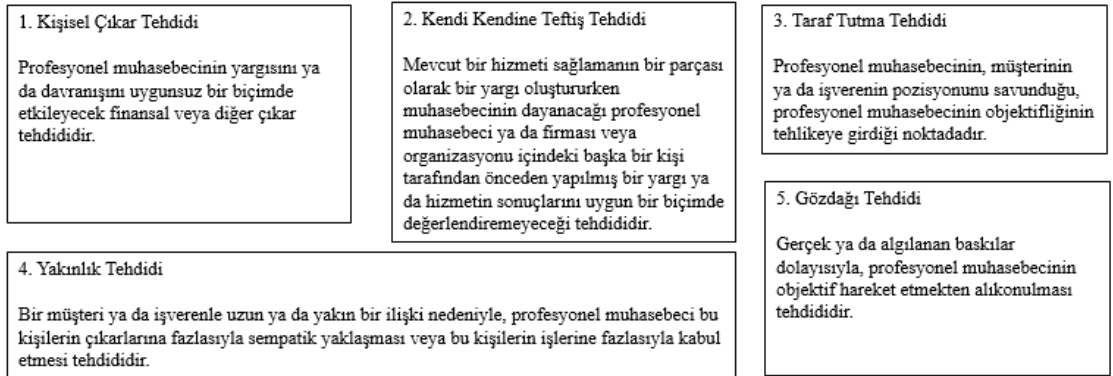 1. Kişisel Çıkar Tehdidi
Profesyonel muhasebecinin yargısını ya
da davranışını uygunsuz bir biçimde
etkileyecek finansal veya diğer çıkar
tehdididir.
2. Kendi Kendine Teftiş Tehdidi
Mevcut bir hizmeti sağlamanın bir parçası
olarak bir yargı oluştururken
muhasebecinin dayanacağı profesyonel
muhasebeci ya da firması veya
organizasyonu içindeki başka bir kişi
tarafından önceden yapılmış bir yargı ya
da hizmetin sonuçlarını uygun bir biçimde
değerlendiremeyeceği tehdididir.
3. Taraf Tutma Tehdidi
Profesyonel muhasebecinin, müşterinin
ya da işverenin pozisyonunu savunduğu,
profesyonel muhasebecinin objektifliğinin
tehlikeye girdiği noktadadır.
4. Yakınlık Tehdidi
Bir müşteri ya da işverenle uzun ya da yakın bir ilişki nedeniyle, profesyonel muhasebeci bu
kişilerin çıkarlarına fazlasıyla sempatik yaklaşması veya bu kişilerin işlerine fazlasıyla kabul
etmesi tehdididir.
5. Gözdağı Tehdidi
Gerçek ya da algılanan baskılar
dolayısıyla, profesyonel muhasebecinin
objektif hareket etmekten alıkonulması
tehdididir.